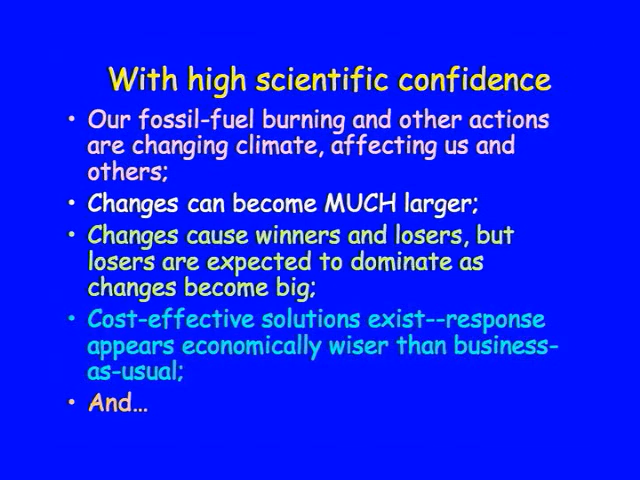 With high scientific confidence
• Our fossil-fuel burning and other actions
are changing climate, affecting us and
others;
• Changes can become MUCH larger;
• Changes cause winners and losers, but
losers are expected to dominate as
changes become big;
• Cost-effective solutions exist--response
appears economically wiser than business-
as-usual;
• And…